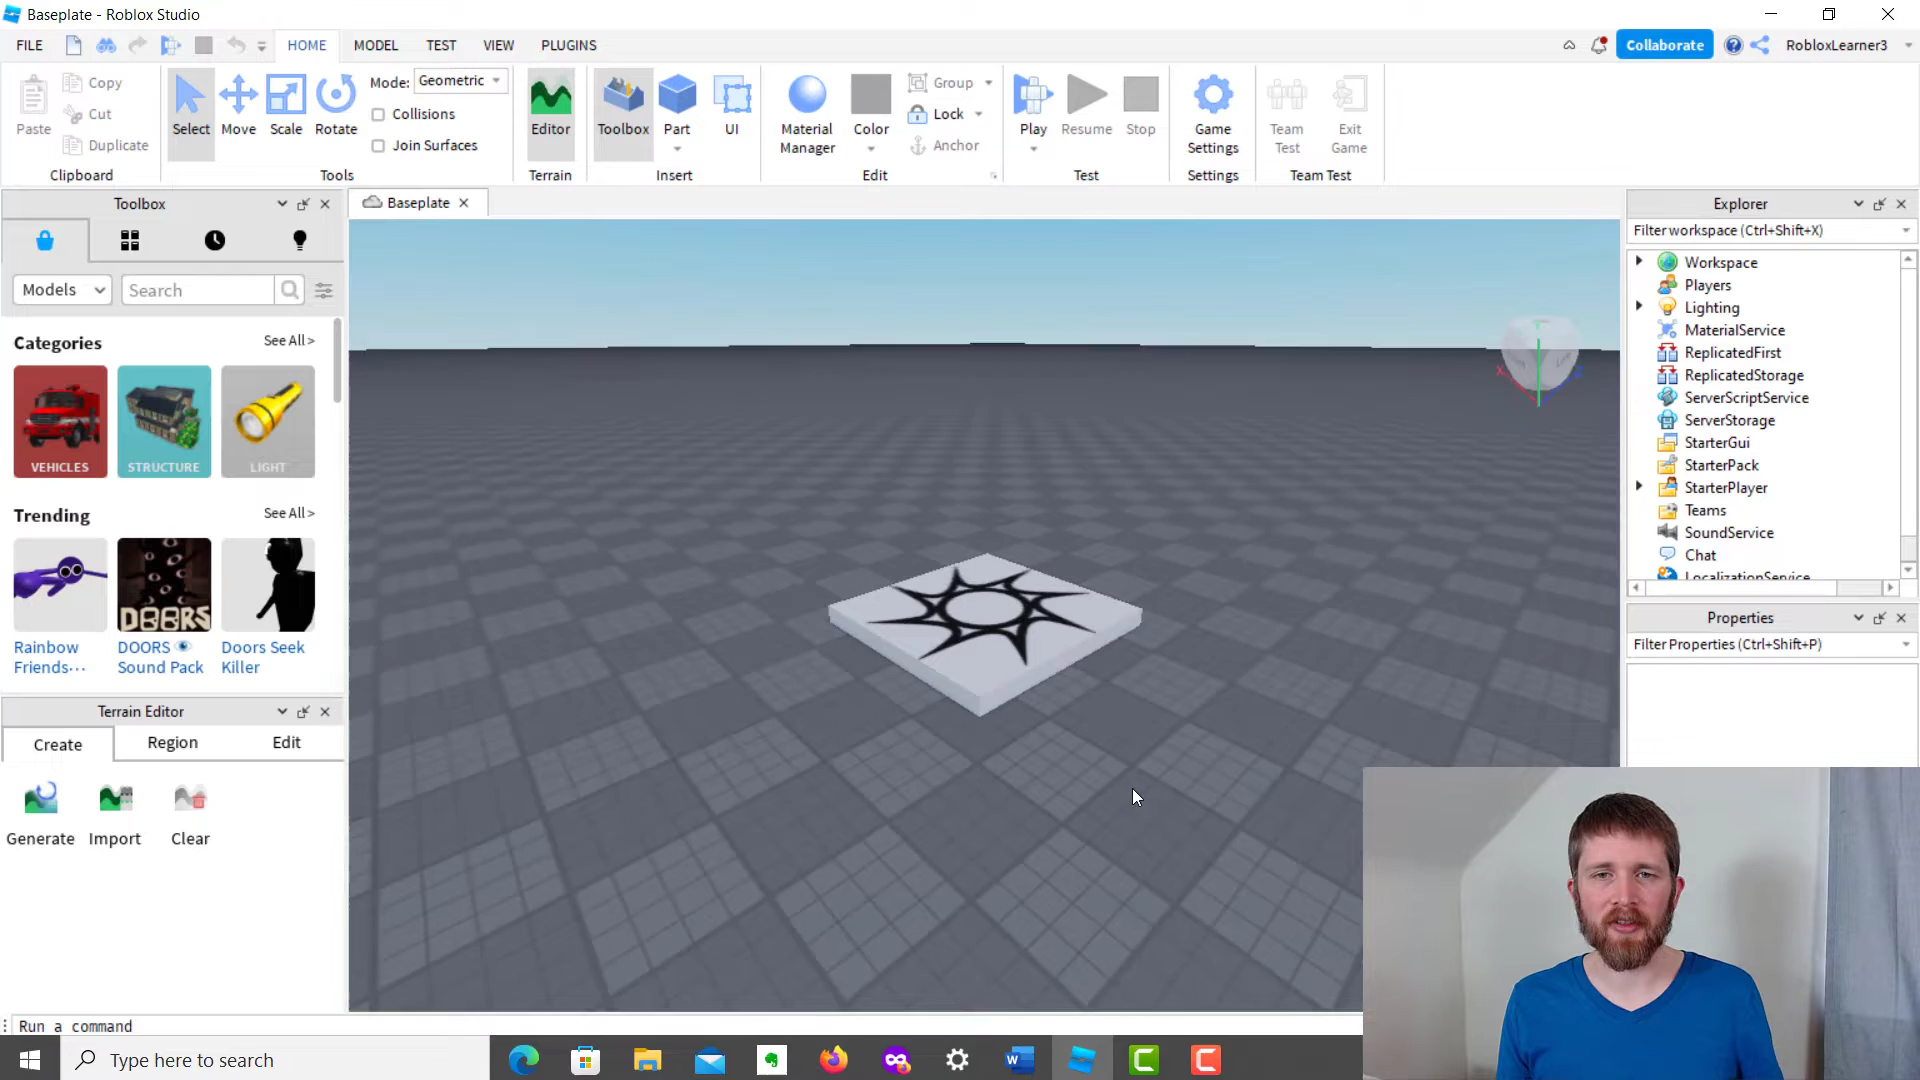 Baseplate - Roblox Studio
FILE HOME MODEL TEST VIEW PLUGINS Collaborate RobloxLearner3
Paste Copy Cut Duplicate
Clipboard
Select Move Scale Rotate
Mode: Geometric
Collisions
Join Surfaces
Tools
Editor
Terrain
Toolbox Part UI
Insert
Material Manager Color
Group
Lock
Anchor
Edit
Play Resume Stop
Test
Game Settings
Settings
Team Test Exit Game
Team Test
Toolbox
Models Search
Categories See All >
VEHICLES STRUCTURE LIGHT
Trending See All >
DOORS
Rainbow Friends...
DOORS 👁 Sound Pack
Doors Seek Killer
Terrain Editor
Create Region Edit
Generate Import Clear
Baseplate
Explorer
Filter workspace (Ctrl+Shift+X)
Workspace
Players
Lighting
MaterialService
ReplicatedFirst
ReplicatedStorage
ServerScriptService
ServerStorage
StarterGui
StarterPack
StarterPlayer
Teams
SoundService
Chat
LocalizationService
Properties
Filter Properties (Ctrl+Shift+P)
Run a command
Type here to search